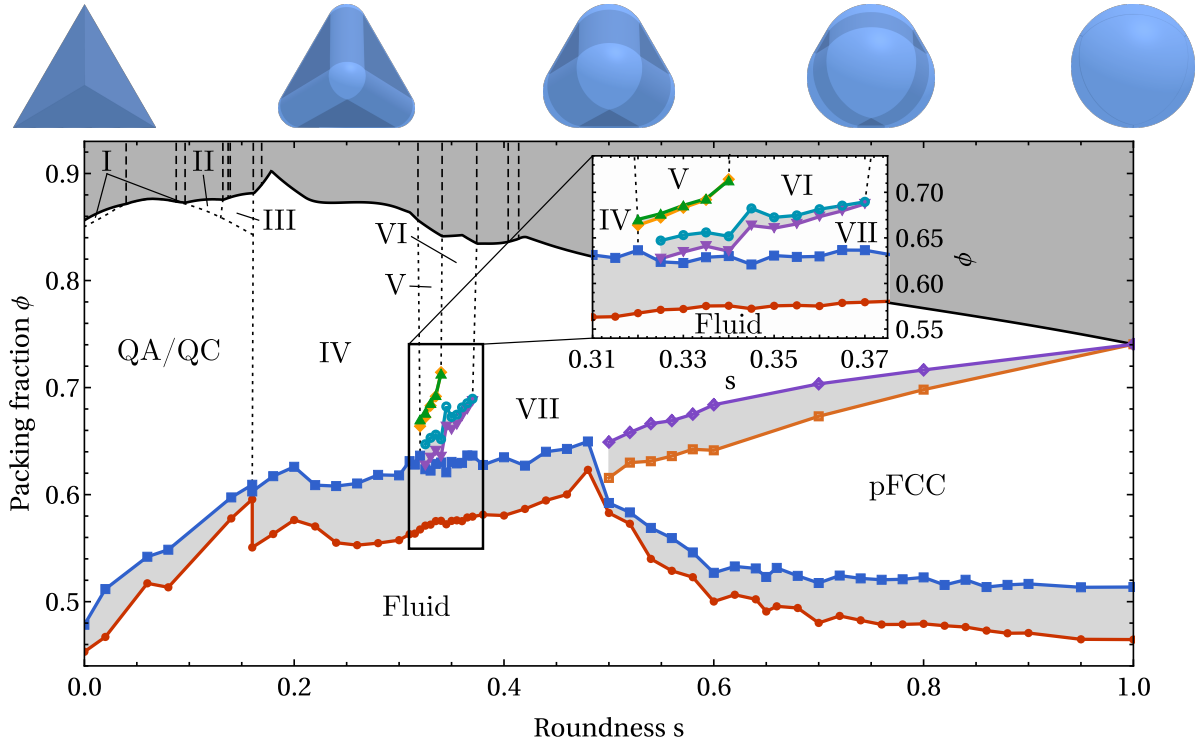 I
II
0.9
V
VI
0.70
III
IV
VII
0.65
VI
ϕ
0.8
V
0.60
Fluid
0.55
QA/QC
IV
0.31
0.33
0.35
0.37
s
0.7
VII
Packing fraction ϕ
pFCC
0.6
Fluid
0.5
0.0
0.2
0.4
0.6
0.8
1.0
Roundness s